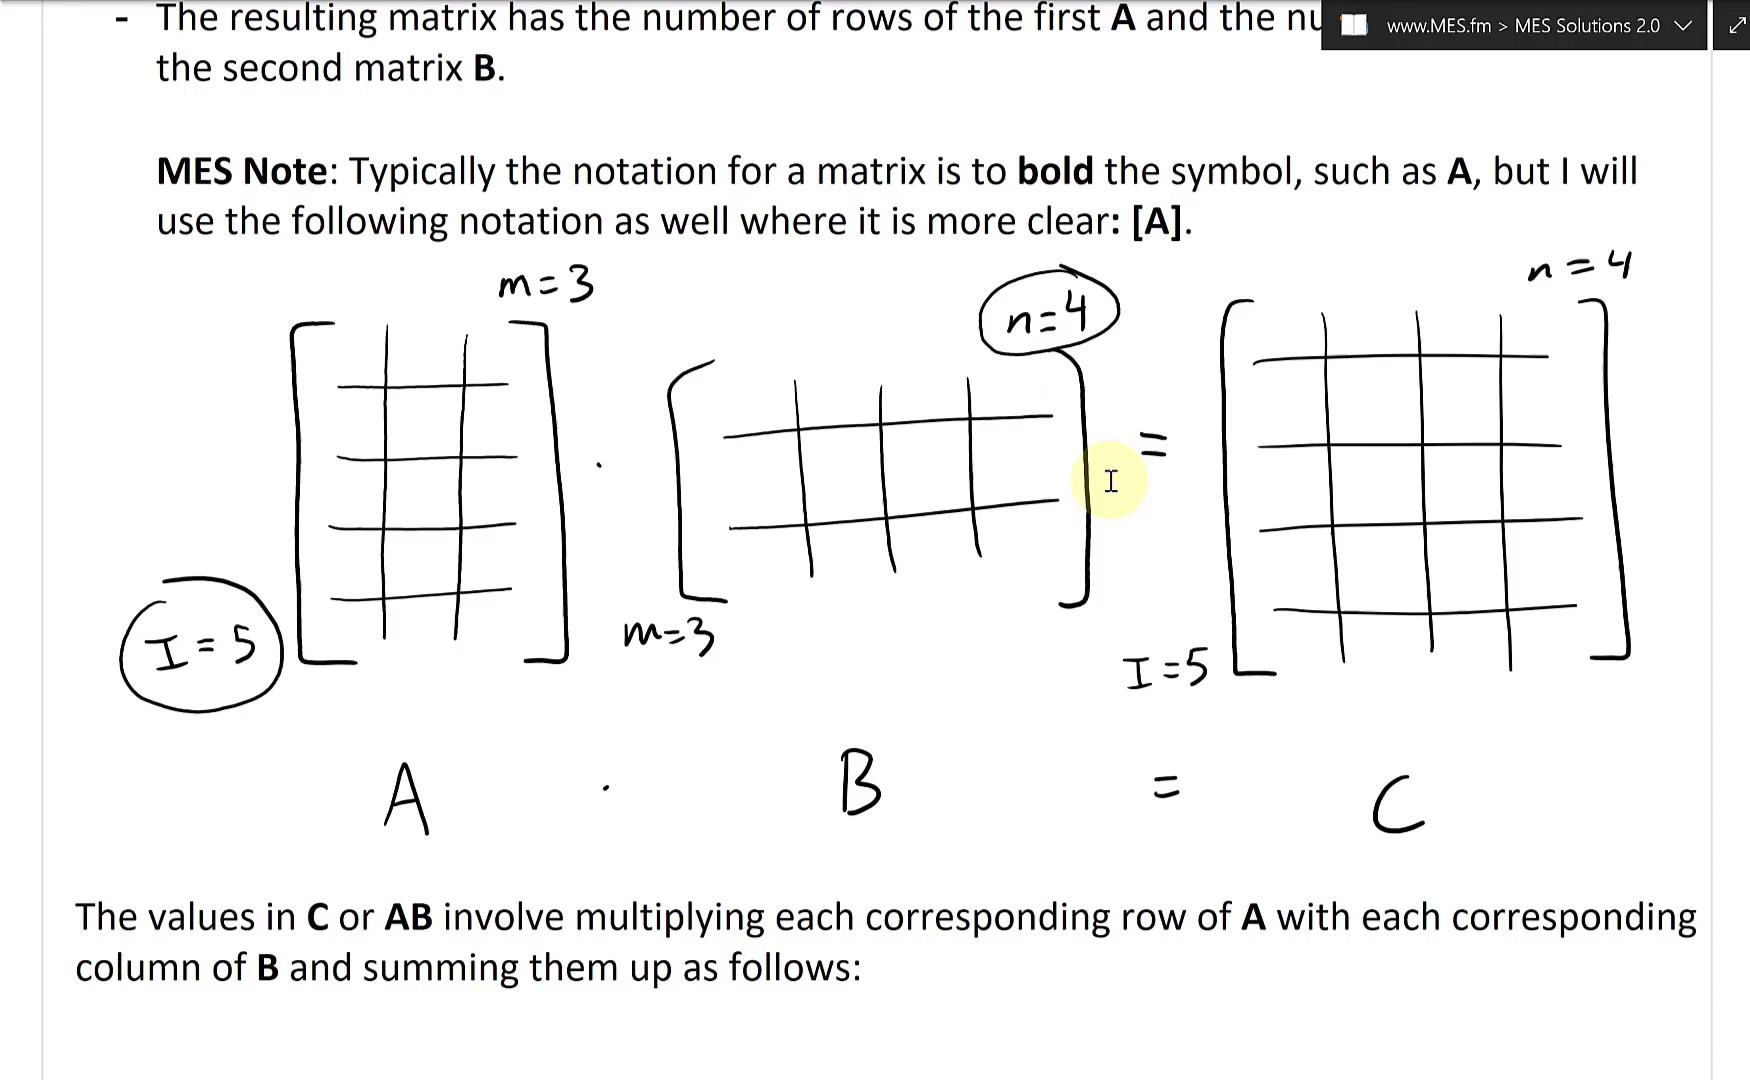 - The resulting matrix has the number of rows of the first A and the nu
www.MES.fm > MES Solutions 2.0
the second matrix B.
MES Note: Typically the notation for a matrix is to bold the symbol, such as A, but I will
use the following notation as well where it is more clear: [A].
m=3
n=4
n=4
·
=
I=5
m=3
I=5
A · B = C
The values in C or AB involve multiplying each corresponding row of A with each corresponding
column of B and summing them up as follows: